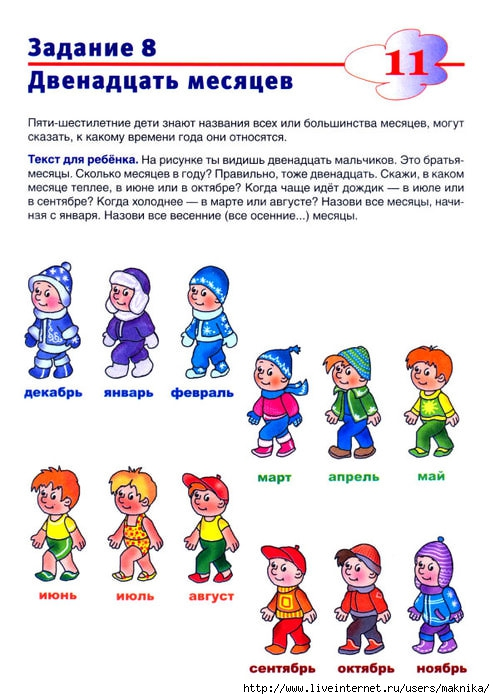 Задание 8
Двенадцать месяцев
11
Пяти-шестилетние дети знают названия всех или большинства месяцев, могут
сказать, к какому времени года они относятся.
Текст для ребёнка. На рисунке ты видишь двенадцать мальчиков. Это братья-
месяцы. Сколько месяцев в году? Правильно, тоже двенадцать. Скажи, в каком
месяце теплее, в июне или в октябре? Когда чаще идёт дождик — в июле или
в сентябре? Когда холоднее — в марте или августе? Назови все месяцы, начи-
ная с января. Назови все весенние (все осенние...) месяцы.
декабрь январь февраль
март апрель май
июнь июль август
сентябрь октябрь ноябрь
http://www.liveinternet.ru/users/maknika/